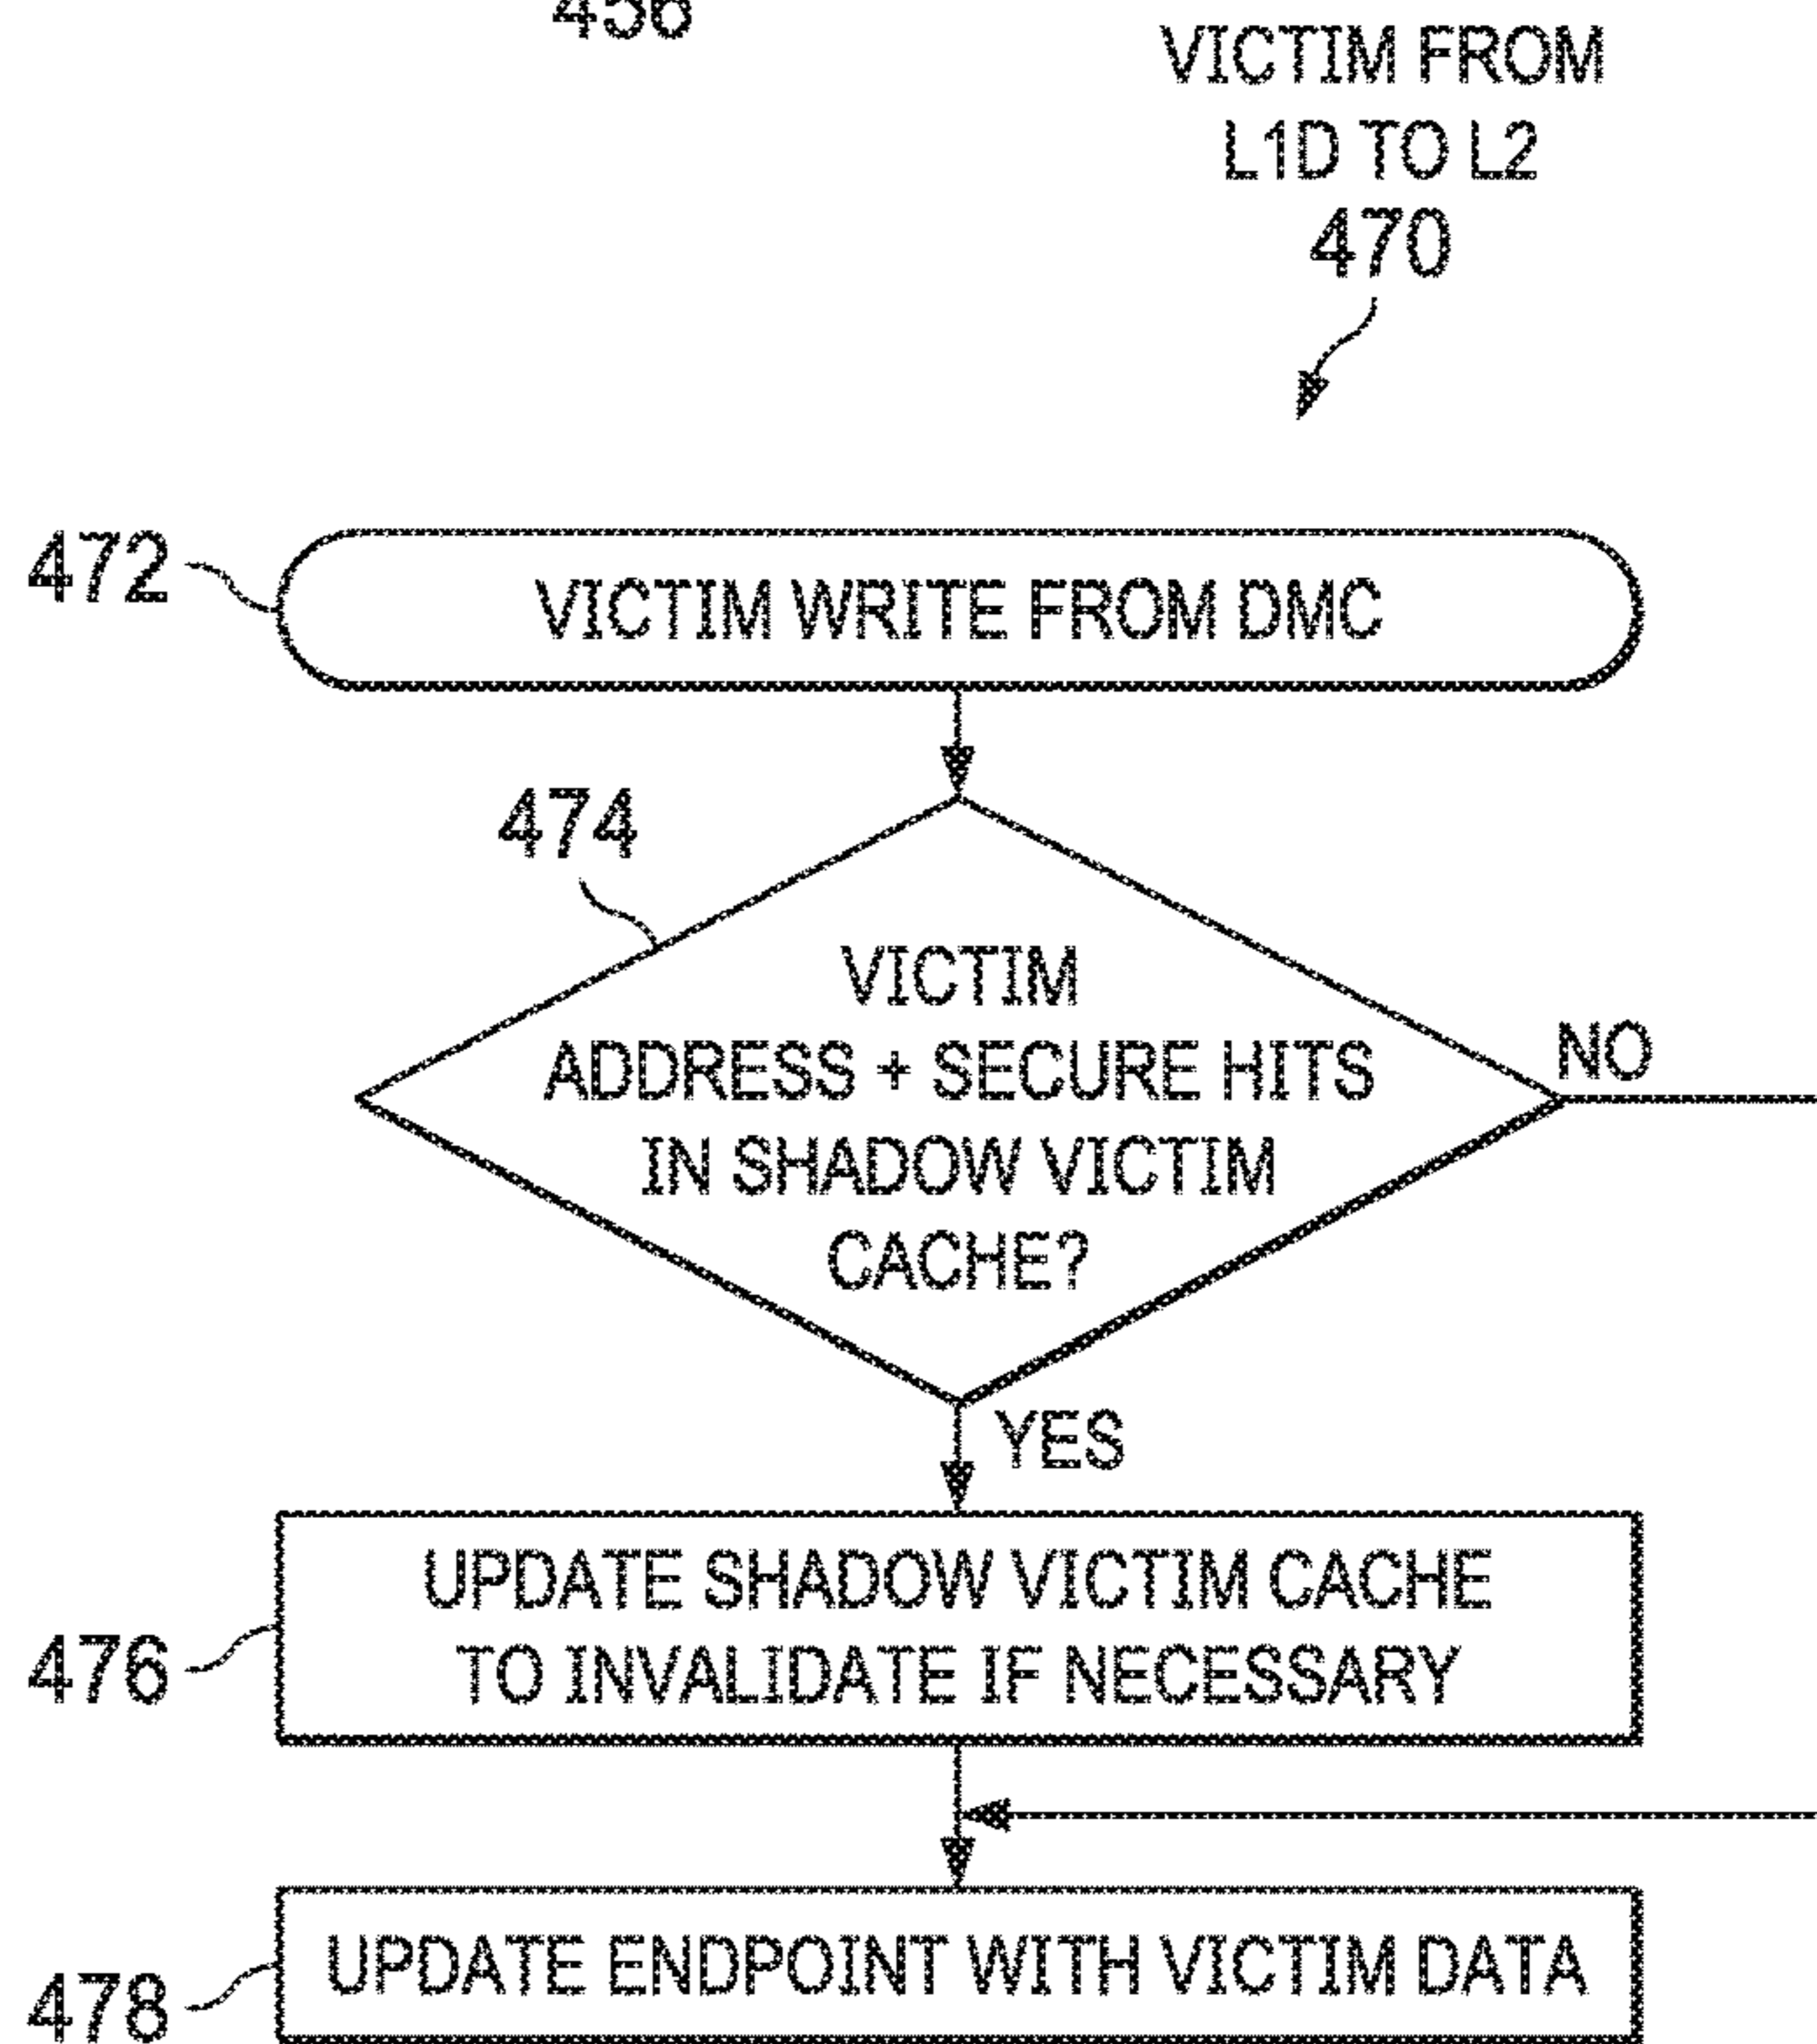 456
VICTIM FROM
L1D TO L2
470
472
VICTIM WRITE FROM DMC
474
VICTIM
ADDRESS + SECURE HITS
IN SHADOW VICTIM
CACHE?
NO
YES
UPDATE SHADOW VICTIM CACHE
TO INVALIDATE IF NECESSARY
476
UPDATE ENDPOINT WITH VICTIM DATA
478